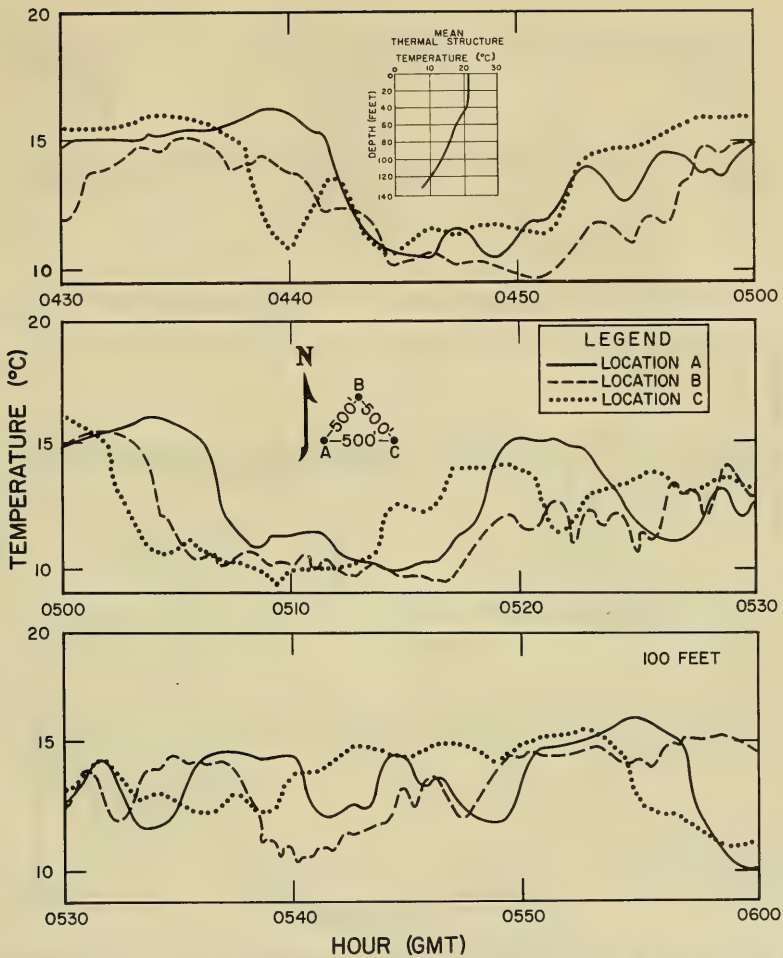 20
15
10
MEAN
THERMAL STRUCTURE
TEMPERATURE (°C)
0 10 20 30
DEPTH (FEET)
0
20
40
60
80
100
120
140
0430 0440 0450 0500
TEMPERATURE (°C)
20
15
10
N
B
500' 500'
A 500' C
LEGEND
LOCATION A
LOCATION B
LOCATION C
0500 0510 0520 0530
20
15
10
100 FEET
0530 0540 0550 0600
HOUR (GMT)